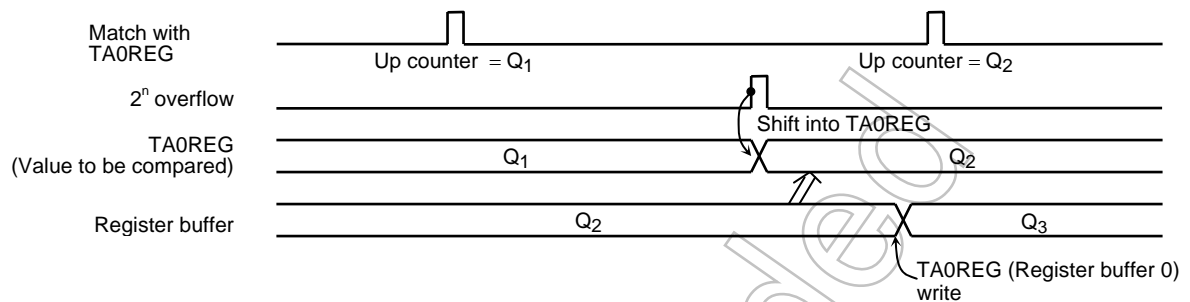 Match with
TA0REG
Up counter = Q1
Up counter = Q2
2n overflow
Shift into TA0REG
TA0REG
(Value to be compared)
Q1
Q2
Register buffer
Q2
Q3
TA0REG (Register buffer 0)
write